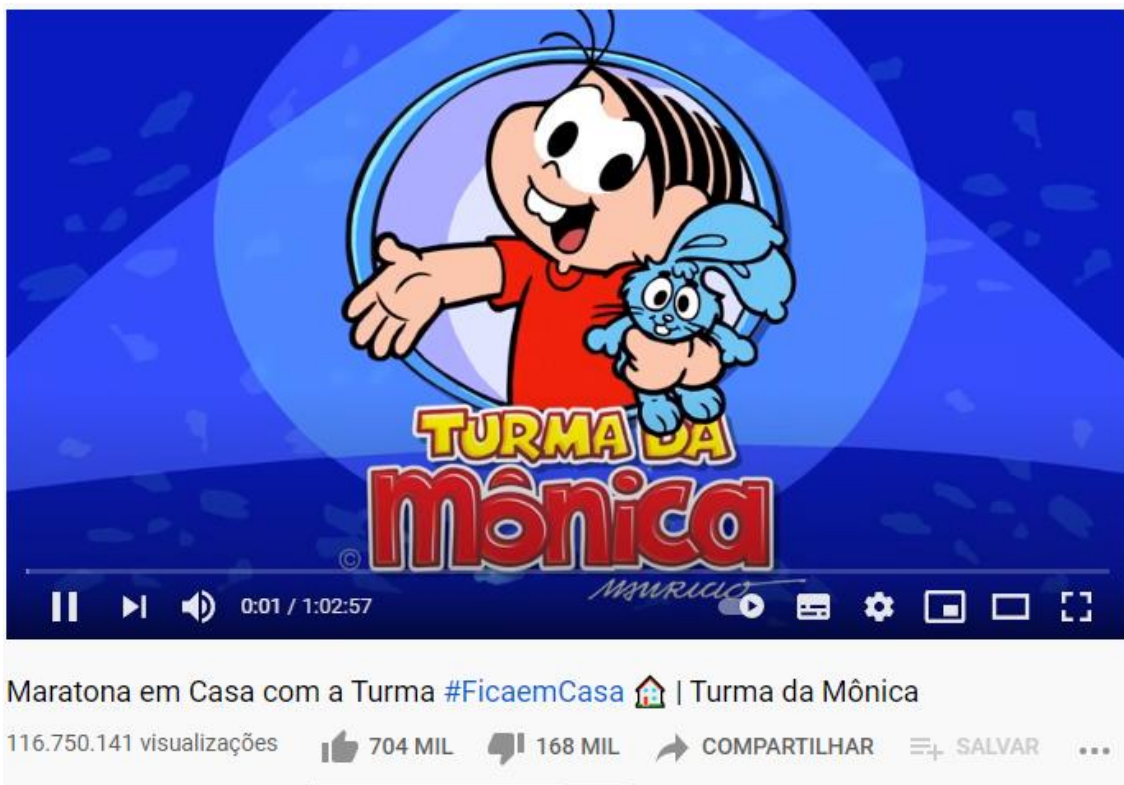 TURMA DA
MÔNICA
©
MAURICIO
0:01 / 1:02:57
Maratona em Casa com a Turma #FicaemCasa 🏠 | Turma da Mônica
116.750.141 visualizações 704 MIL 168 MIL COMPARTILHAR SALVAR